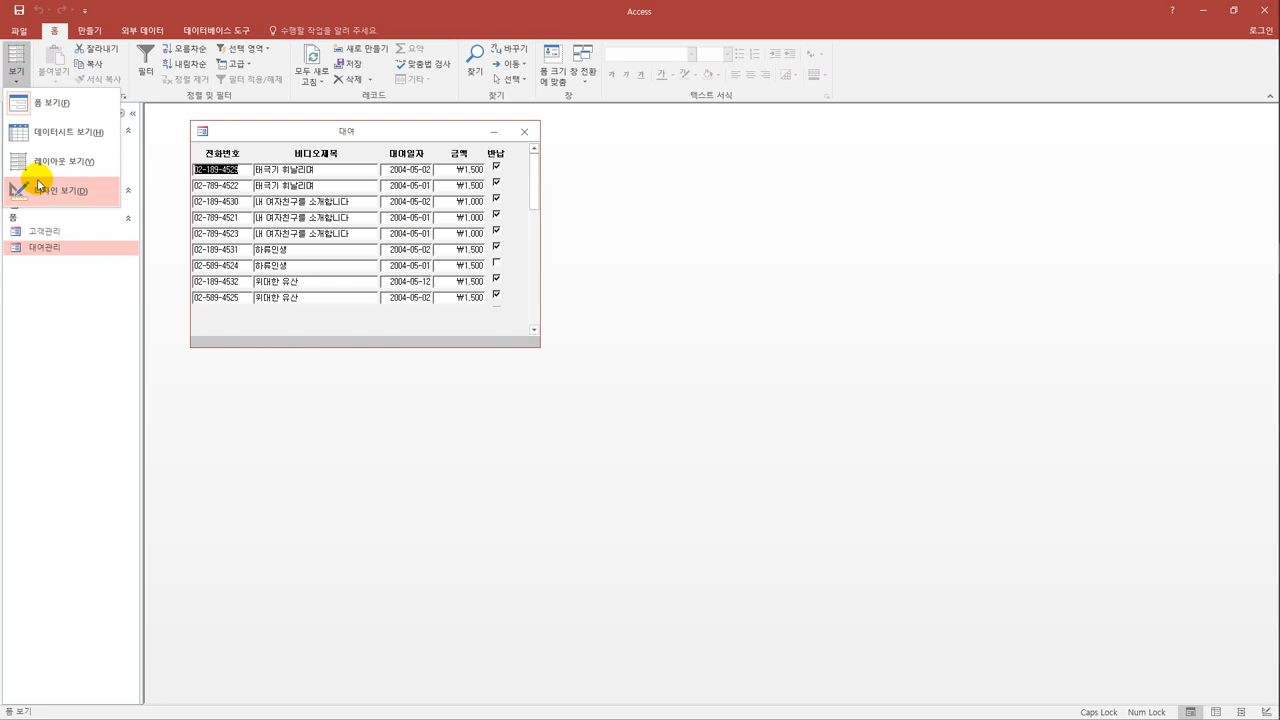 Access
로그인
파일 홈 만들기 외부 데이터 데이터베이스 도구 수행할 작업을 알려 주세요.
보기
붙여넣기
잘라내기
복사
서식 복사
필터
오름차순
내림차순
정렬 제거
선택 영역
고급
필터 적용/해제
정렬 및 필터
모두 새로
고침
새로 만들기
저장
삭제
요약
맞춤법 검사
기타
레코드
찾기
바꾸기
이동
선택
찾기
폼 크기
에 맞춤
창 전환
창
가
가
가
가
텍스트 서식
폼 보기(F)
데이터시트 보기(H)
레이아웃 보기(Y)
보기(D)
폼
고객관리
대여관리
대여
전화번호 비디오제목 대여일자 금액 반납
02-189-4529 태극기 휘날리며 2004-05-02 ₩1,500
02-789-4522 태극기 휘날리며 2004-05-01 ₩1,500
02-189-4530 내 여자친구를 소개합니다 2004-05-02 ₩1,000
02-789-4521 내 여자친구를 소개합니다 2004-05-01 ₩1,000
02-789-4523 내 여자친구를 소개합니다 2004-05-01 ₩1,000
02-189-4531 하류인생 2004-05-02 ₩1,500
02-589-4524 하류인생 2004-05-01 ₩1,500
02-189-4532 위대한 유산 2004-05-12 ₩1,500
02-589-4525 위대한 유산 2004-05-02 ₩1,500
폼 보기
Caps Lock Num Lock